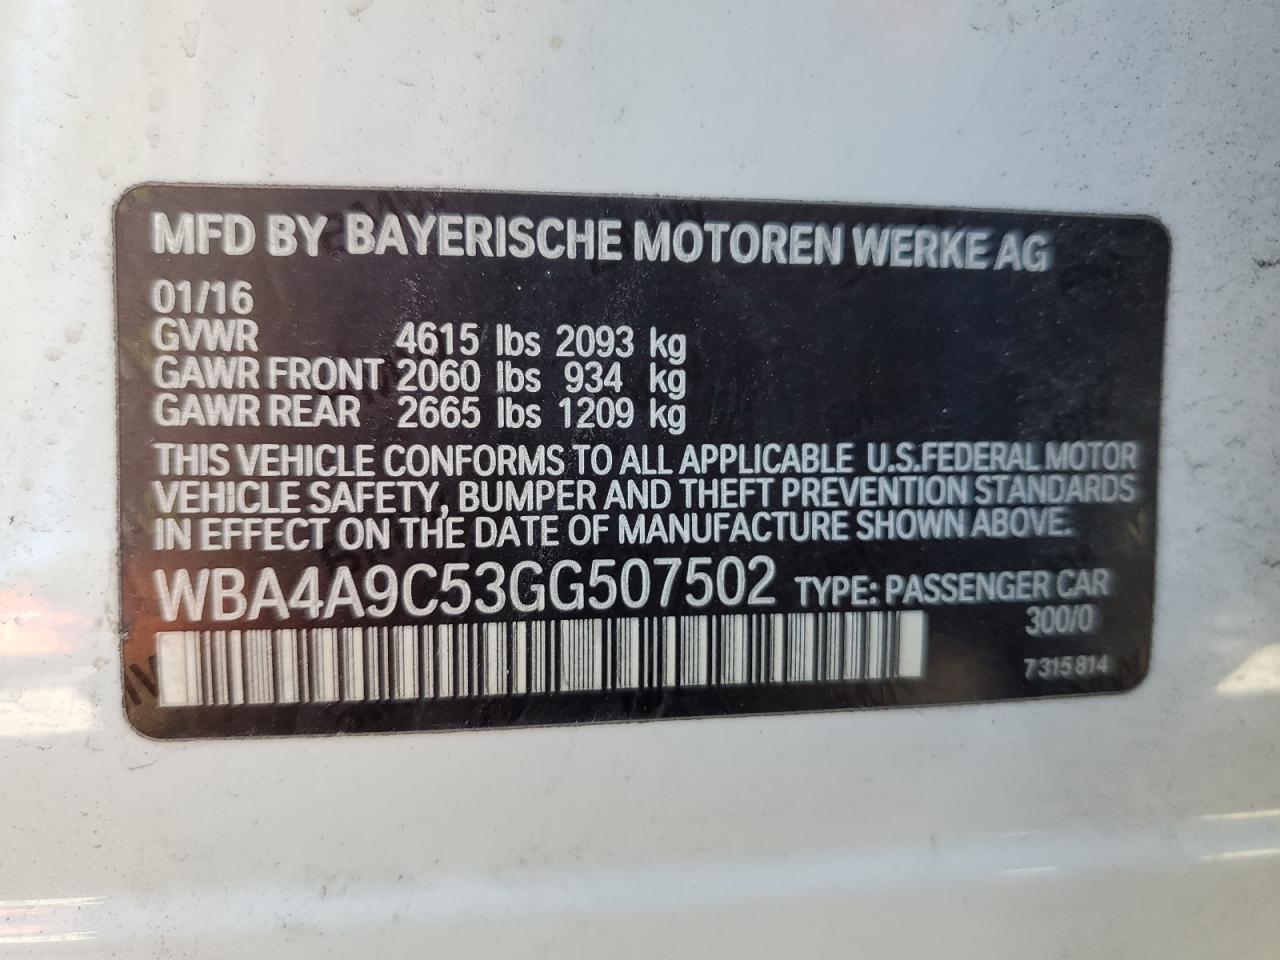 MFD BY BAYERISCHE MOTOREN WERKE AG
01/16
GVWR 4615 lbs 2093 kg
GAWR FRONT 2060 lbs 934 kg
GAWR REAR 2665 lbs 1209 kg
THIS VEHICLE CONFORMS TO ALL APPLICABLE U.S.FEDERAL MOTOR
VEHICLE SAFETY, BUMPER AND THEFT PREVENTION STANDARDS
IN EFFECT ON THE DATE OF MANUFACTURE SHOWN ABOVE.
WBA4A9C53GG507502 TYPE: PASSENGER CAR
300/0
7 315 814